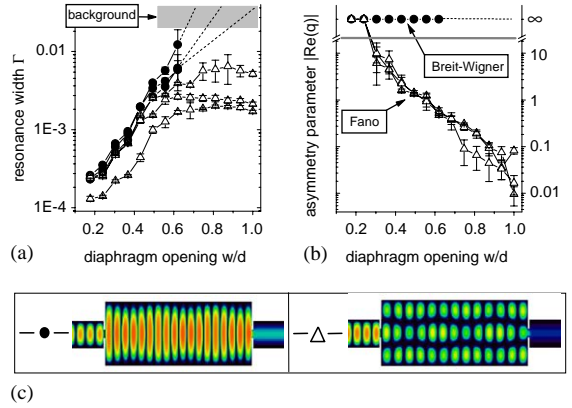 background
0.01
1E-3
1E-4
resonance width Γ
0.2 0.4 0.6 0.8 1.0
diaphragm opening w/d
(a)
∞
Breit-Wigner
Fano
10
1
0.1
0.01
asymmetry parameter |Re(q)|
0.2 0.4 0.6 0.8 1.0
diaphragm opening w/d
(b)
(c)